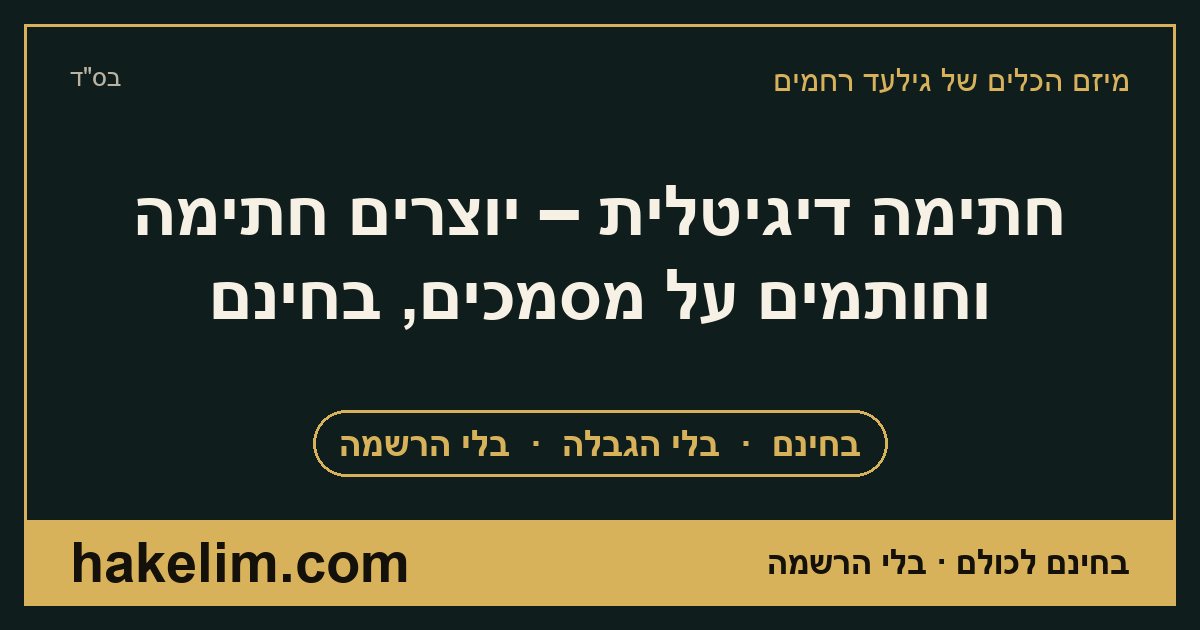 בס"ד
מיזם הכלים של גילעד רחמים
חתימה דיגיטלית – יוצרים חתימה
וחותמים על מסמכים, בחינם
בחינם · בלי הגבלה · בלי הרשמה
בחינם לכולם · בלי הרשמה
hakelim.com